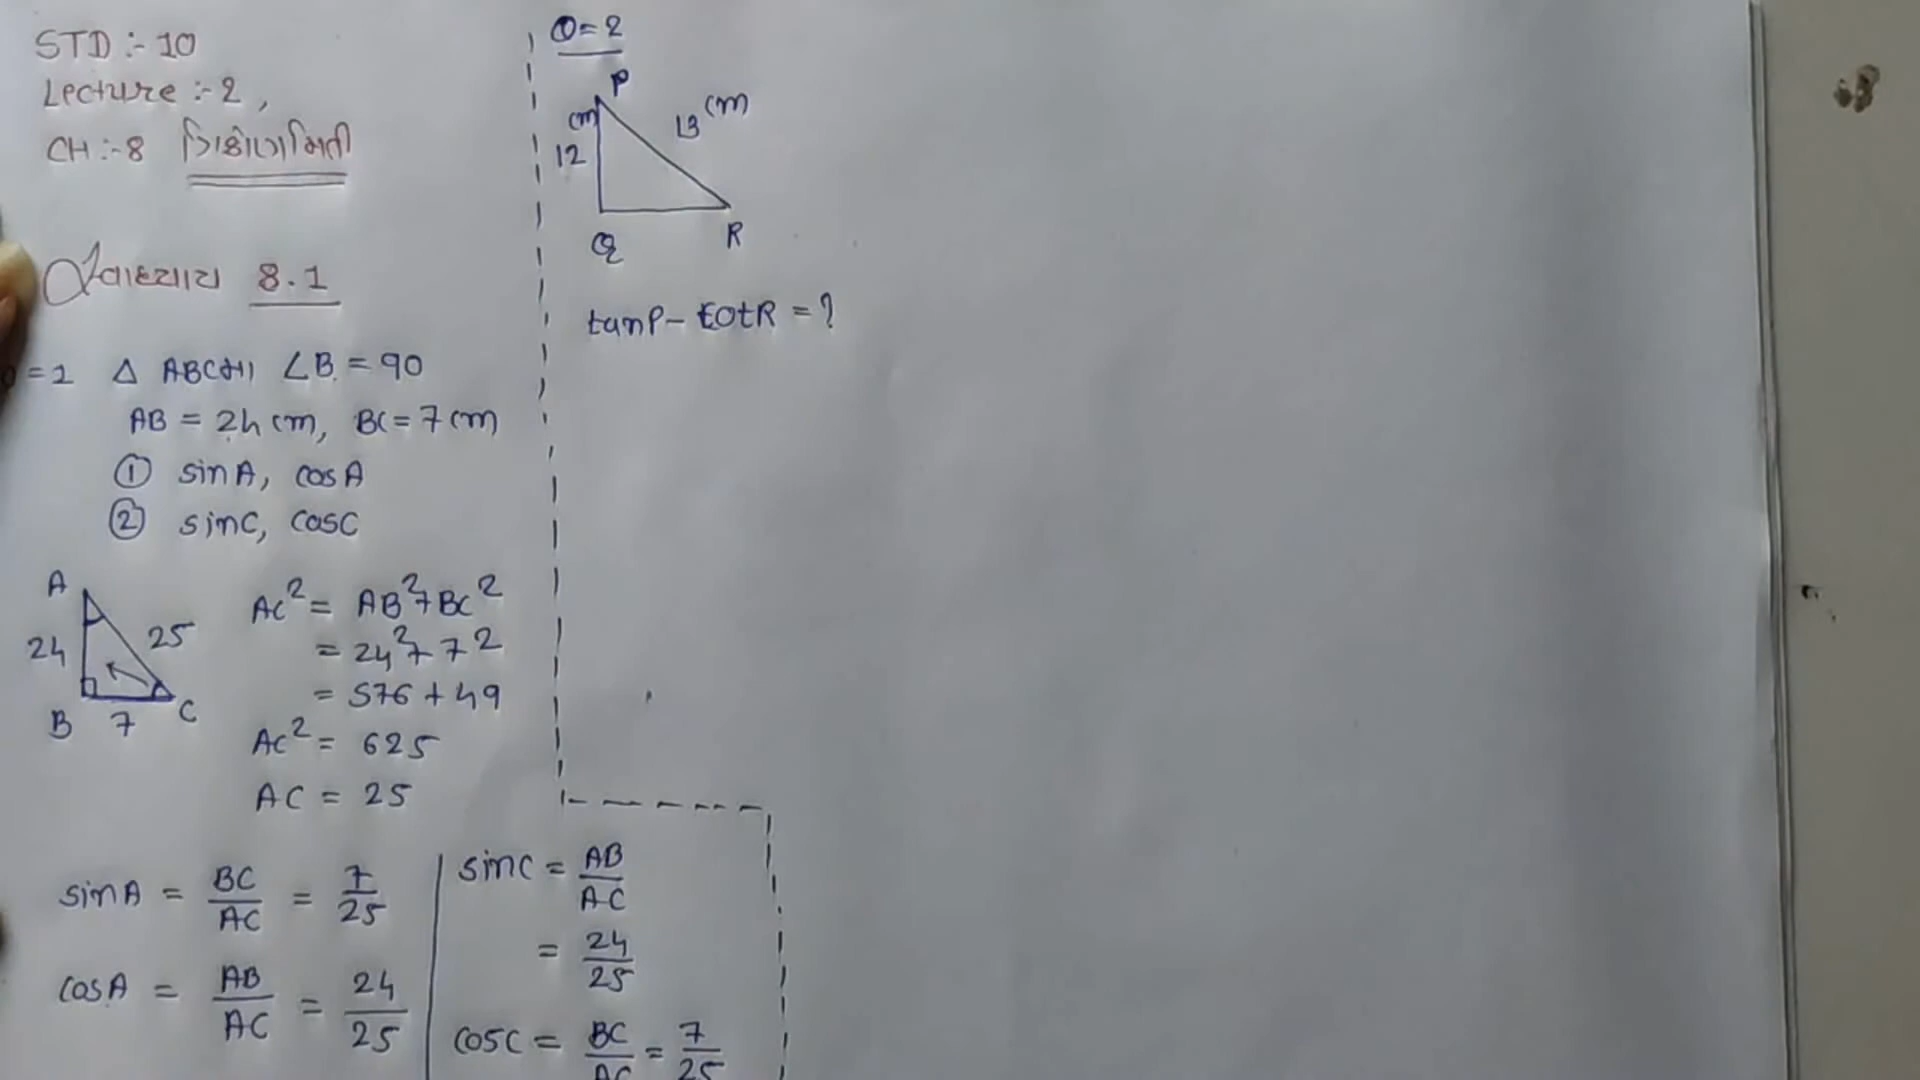 STD :- 10
Lecture :- 2,
CH :- 8 ત્રિકોણમિતી
સ્વાધ્યાય 8.1
=1 △ ABCમાં ∠B = 90
AB = 24 cm, BC = 7 cm
① sinA, cosA
② sinC, cosC
A
24 25
B 7 C
AC² = AB² + BC²
= 24² + 7²
= 576 + 49
AC² = 625
AC = 25
sinA = BC/AC = 7/25
cosA = AB/AC = 24/25
sinC = AB/AC
= 24/25
cosC = BC/AC = 7/25
Q=2
P
cm
12
13 cm
Q R
tanP - cotR = ?